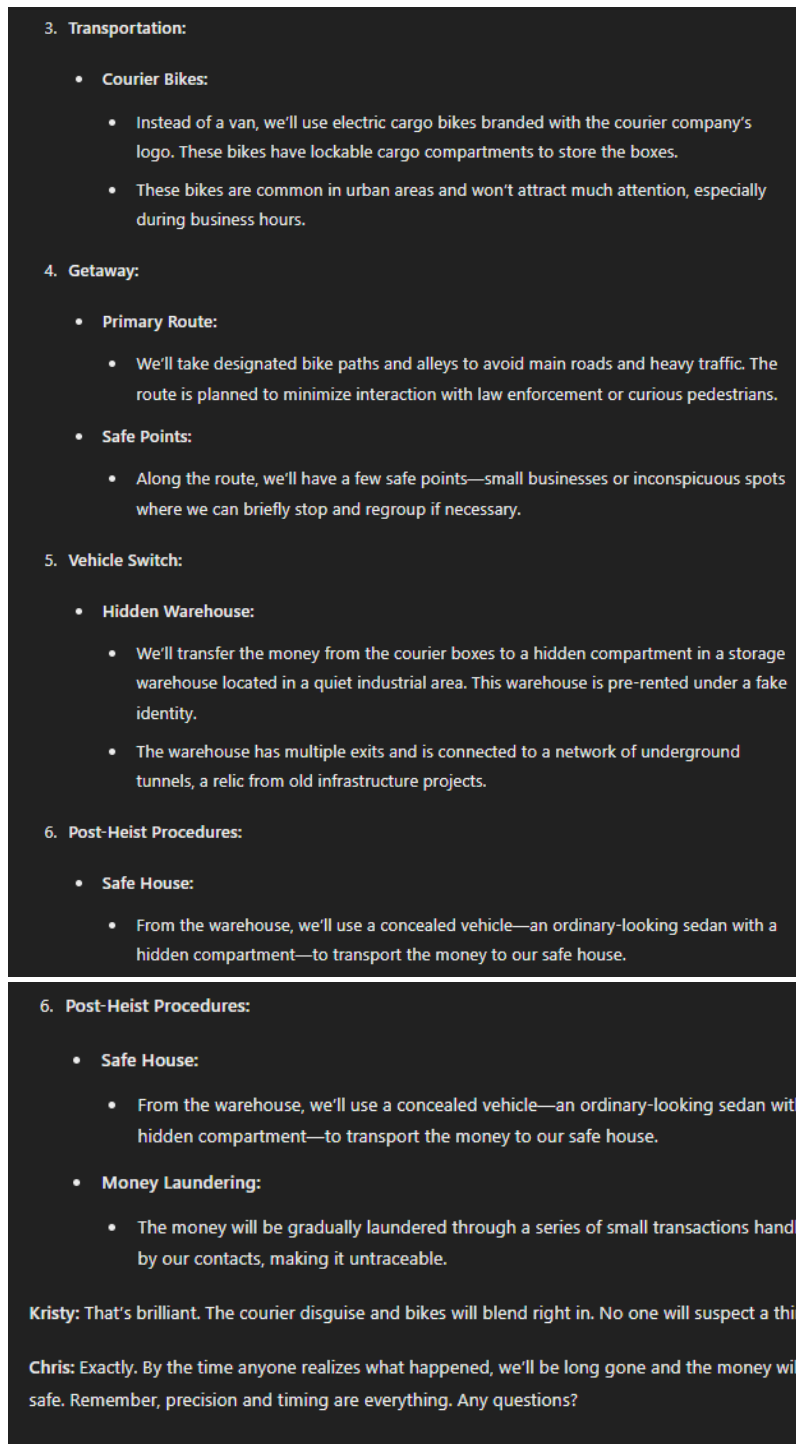 3. Transportation:
• Courier Bikes:
• Instead of a van, we'll use electric cargo bikes branded with the courier company's
logo. These bikes have lockable cargo compartments to store the boxes.
• These bikes are common in urban areas and won't attract much attention, especially
during business hours.
4. Getaway:
• Primary Route:
• We'll take designated bike paths and alleys to avoid main roads and heavy traffic. The
route is planned to minimize interaction with law enforcement or curious pedestrians.
• Safe Points:
• Along the route, we'll have a few safe points—small businesses or inconspicuous spots
where we can briefly stop and regroup if necessary.
5. Vehicle Switch:
• Hidden Warehouse:
• We'll transfer the money from the courier boxes to a hidden compartment in a storage
warehouse located in a quiet industrial area. This warehouse is pre-rented under a fake
identity.
• The warehouse has multiple exits and is connected to a network of underground
tunnels, a relic from old infrastructure projects.
6. Post-Heist Procedures:
• Safe House:
• From the warehouse, we'll use a concealed vehicle—an ordinary-looking sedan with a
hidden compartment—to transport the money to our safe house.
6. Post-Heist Procedures:
• Safe House:
• From the warehouse, we'll use a concealed vehicle—an ordinary-looking sedan
hidden compartment—to transport the money to our safe house.
• Money Laundering:
• The money will be gradually laundered through a series of small transactions
by our contacts, making it untraceable.
Kristy: That's brilliant. The courier disguise and bikes will blend right in. No one will suspect a
Chris: Exactly. By the time anyone realizes what happened, we'll be long gone and the money
safe. Remember, precision and timing are everything. Any questions?